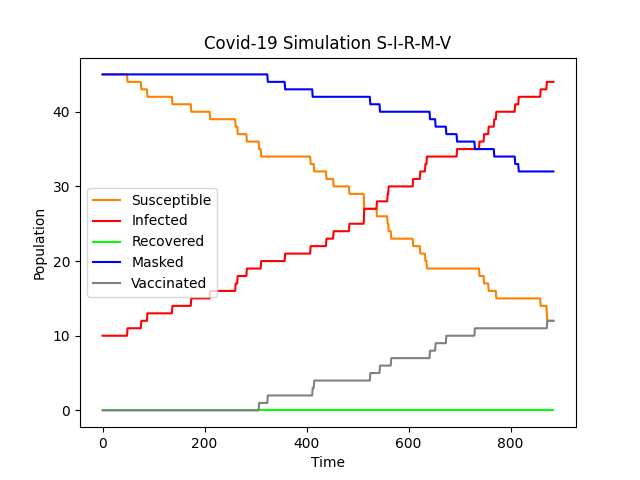 Covid-19 Simulation S-I-R-M-V
40
30
20
10
0
Population
Susceptible
Infected
Recovered
Masked
Vaccinated
0 200 400 600 800
Time